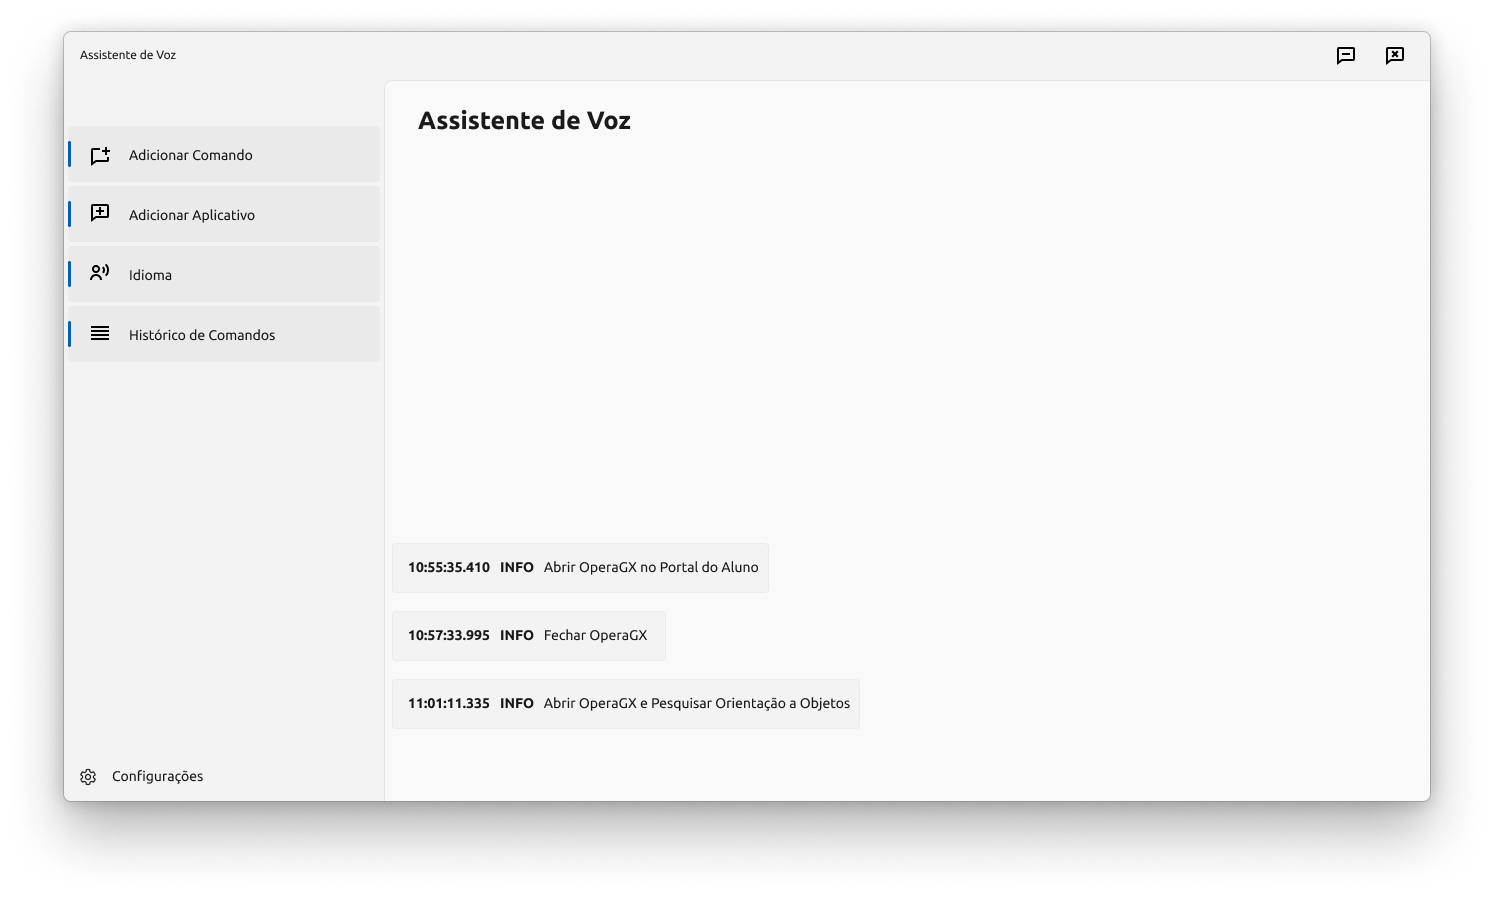 Assistente de Voz
Assistente de Voz
Adicionar Comando
Adicionar Aplicativo
Idioma
Histórico de Comandos
10:55:35.410 INFO Abrir OperaGX no Portal do Aluno
10:57:33.995 INFO Fechar OperaGX
11:01:11.335 INFO Abrir OperaGX e Pesquisar Orientação a Objetos
Configurações